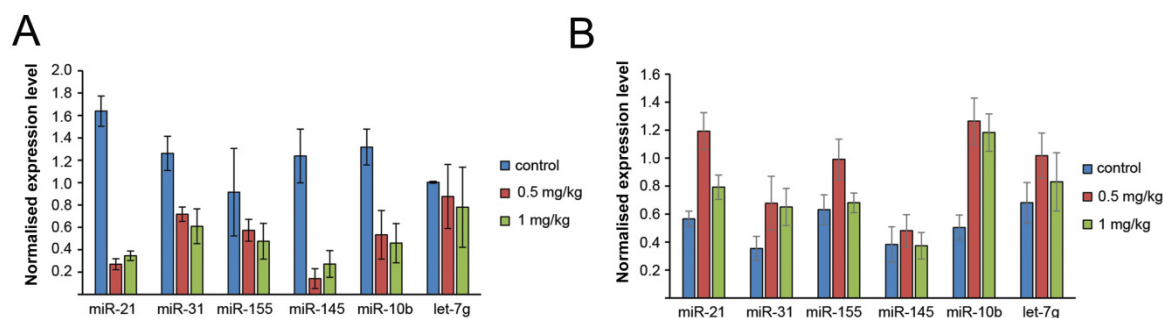 A
Normalised expression level
2.0
1.8
1.6
1.4
1.2
1.0
0.8
0.6
0.4
0.2
miR-21 miR-31 miR-155 miR-145 miR-10b let-7g
control
0.5 mg/kg
1 mg/kg
B
Normalised expression level
1.6
1.4
1.2
1.0
0.8
0.6
0.4
0.2
miR-21 miR-31 miR-155 miR-145 miR-10b let-7g
control
0.5 mg/kg
1 mg/kg